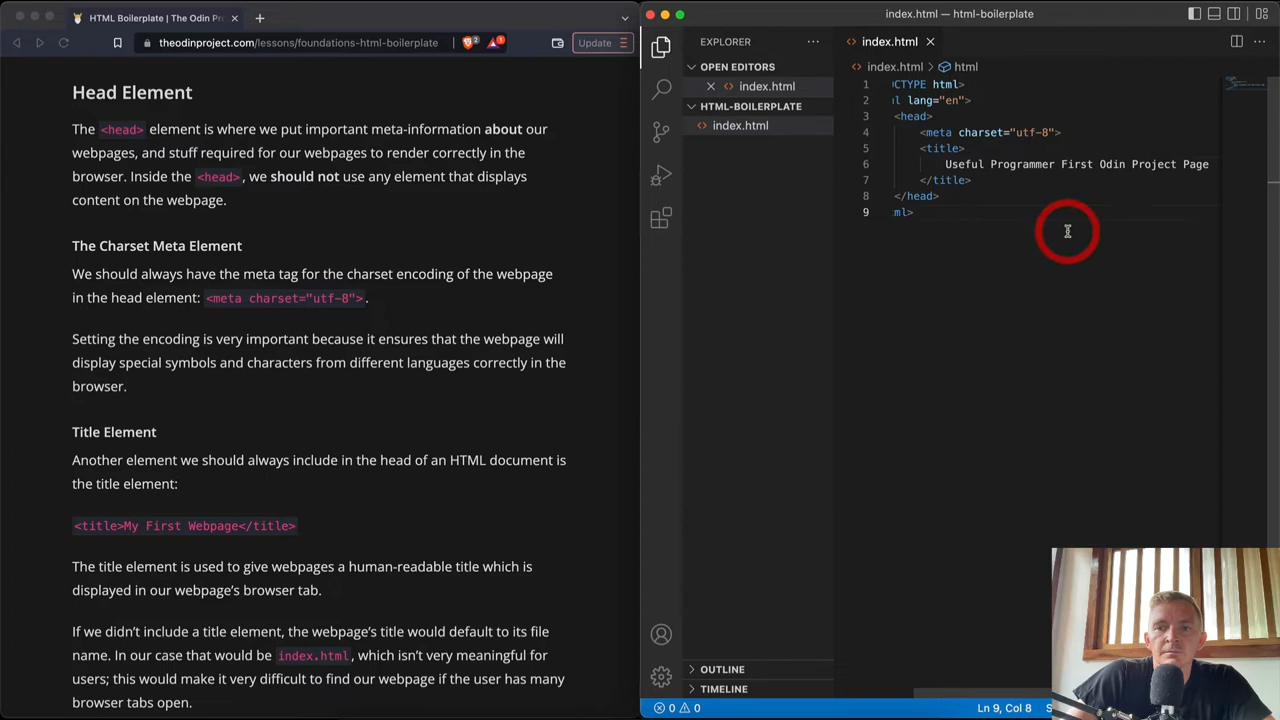 HTML Boilerplate | The Odin Pr
theodinproject.com/lessons/foundations-html-boilerplate
2
1
Update
Head Element
The <head> element is where we put important meta-information about our
webpages, and stuff required for our webpages to render correctly in the
browser. Inside the <head>, we should not use any element that displays
content on the webpage.
The Charset Meta Element
We should always have the meta tag for the charset encoding of the webpage
in the head element: <meta charset="utf-8">.
Setting the encoding is very important because it ensures that the webpage will
display special symbols and characters from different languages correctly in the
browser.
Title Element
Another element we should always include in the head of an HTML document is
the title element:
<title>My First Webpage</title>
The title element is used to give webpages a human-readable title which is
displayed in our webpage's browser tab.
If we didn't include a title element, the webpage's title would default to its file
name. In our case that would be index.html, which isn't very meaningful for
users; this would make it very difficult to find our webpage if the user has many
browser tabs open.
index.html — html-boilerplate
EXPLORER
OPEN EDITORS
index.html
HTML-BOILERPLATE
index.html
OUTLINE
TIMELINE
index.html
index.html > html
1 CTYPE html>
2 l lang="en">
3 <head>
4 <meta charset="utf-8">
5 <title>
6 Useful Programmer First Odin Project Page
7 </title>
8 </head>
9 ml>
0 0
Ln 9, Col 8